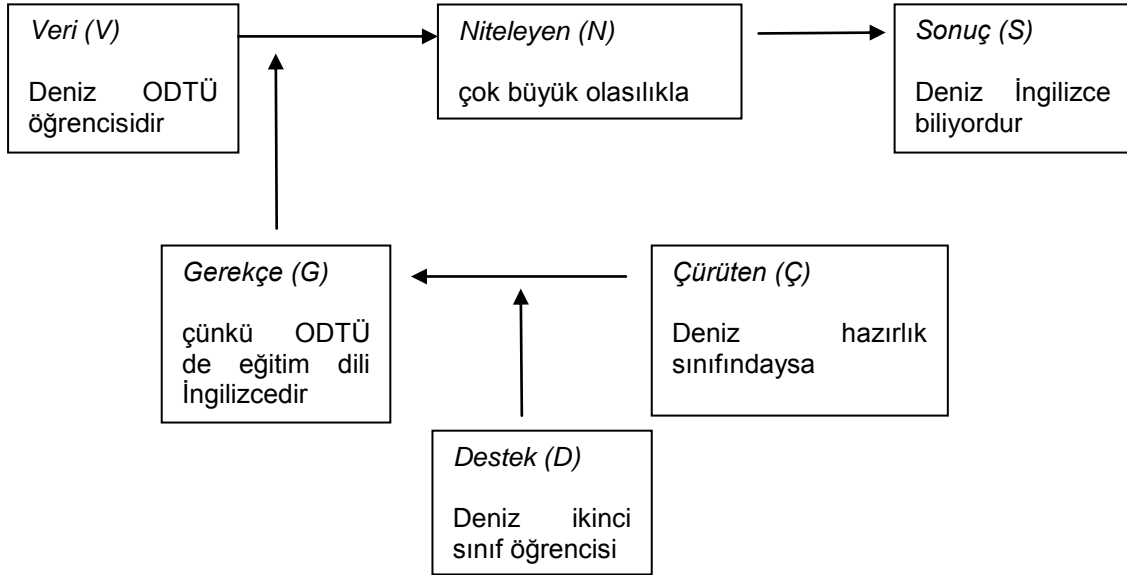 Veri (V)
Deniz ODTÜ
öğrencisidir
Niteleyen (N)
çok büyük olasılıkla
Sonuç (S)
Deniz İngilizce
biliyordur
Gerekçe (G)
çünkü ODTÜ
de eğitim dili
İngilizcedir
Çürüten (Ç)
Deniz hazırlık
sınıfındaysa
Destek (D)
Deniz ikinci
sınıf öğrencisi